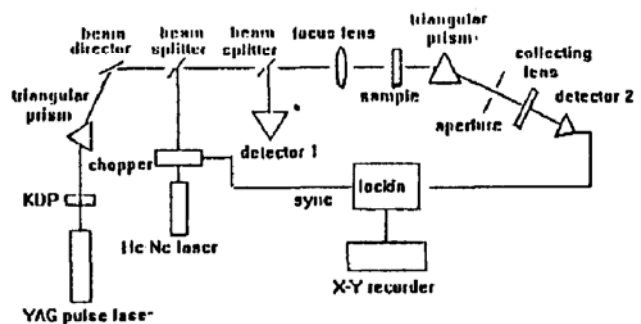 beam director
beam splitter
beam splitter
focus lens
triangular prism
collecting lens
triangular prism
sample
aperture
detector 2
chopper
detector 1
KDP
sync
lockin
He-Ne laser
X-Y recorder
YAG pulse laser